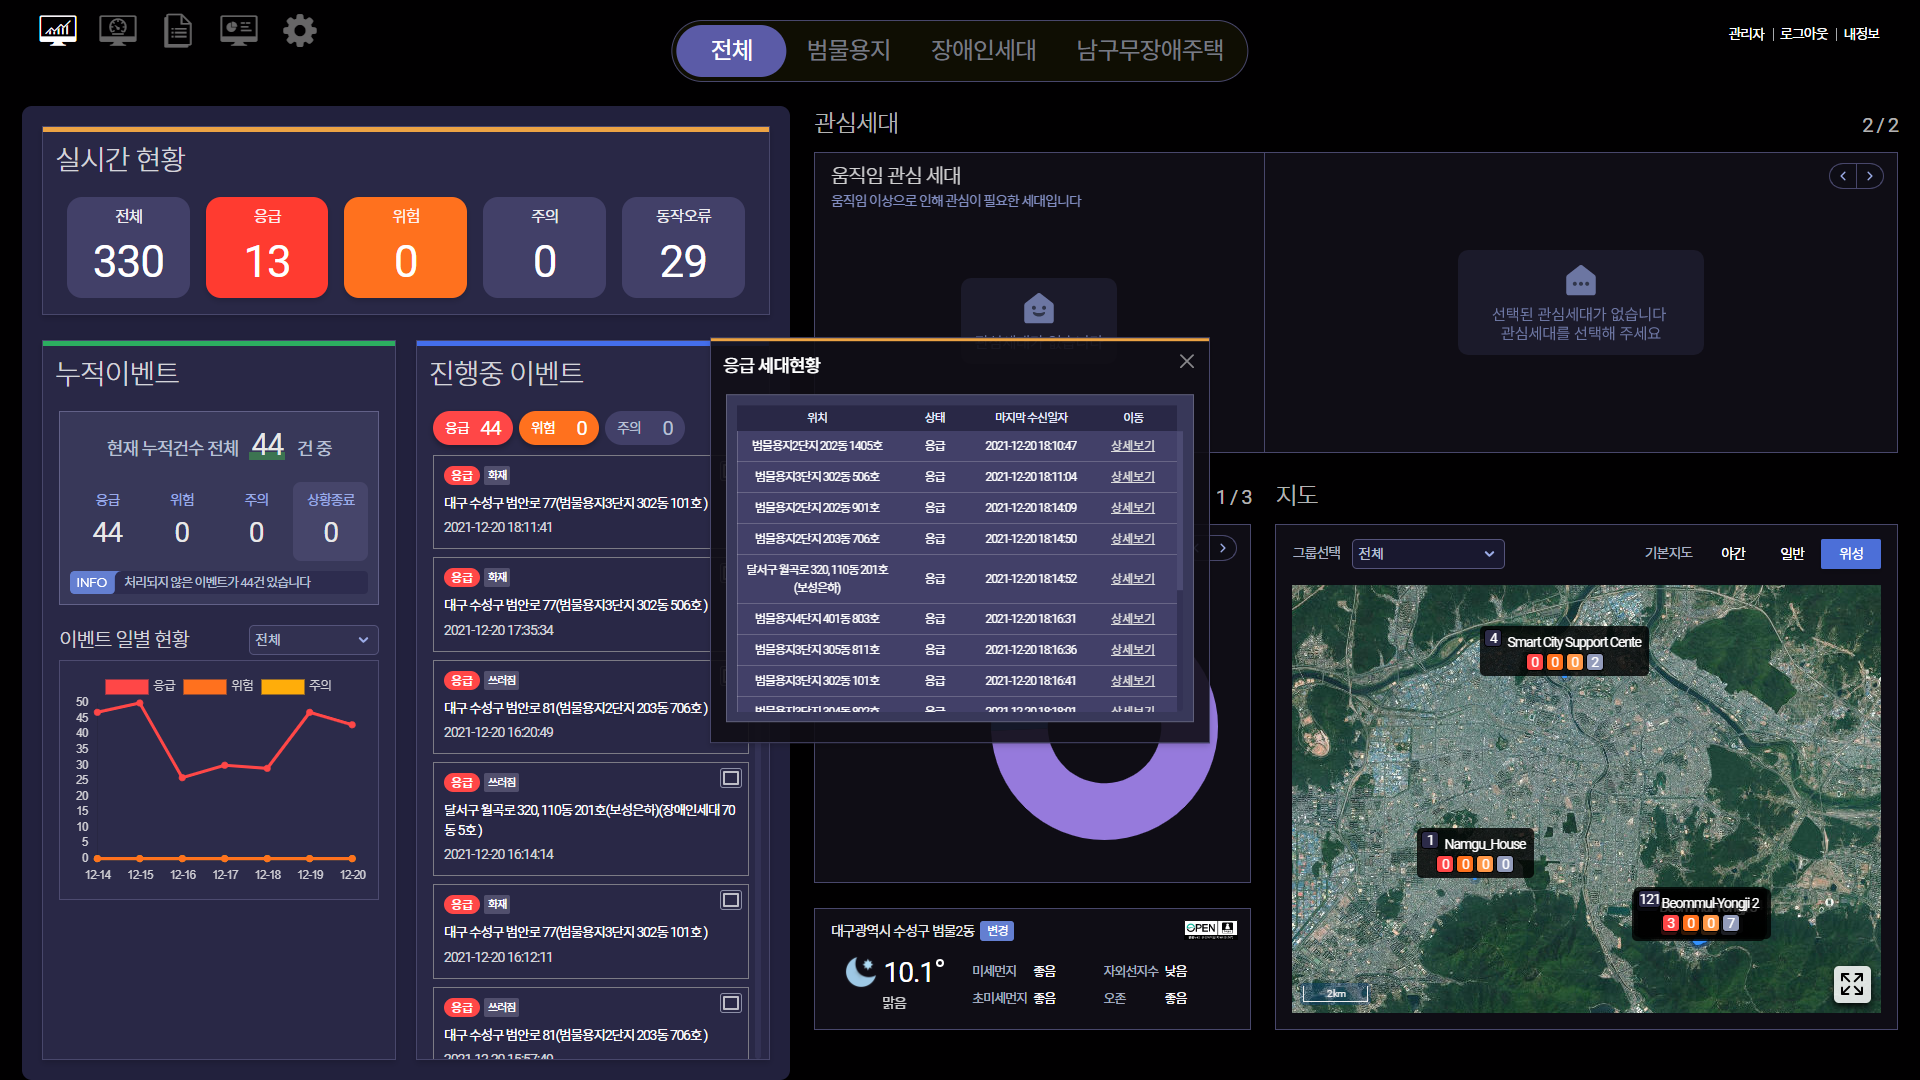 전체
범물용지
장애인세대
남구무장애주택
관리자 | 로그아웃 | 내정보
실시간 현황
전체
330
응급
13
위험
0
주의
0
동작오류
29
누적이벤트
현재 누적건수 전체 44 건 중
응급
44
위험
0
주의
0
상황종료
0
INFO 처리되지 않은 이벤트가 44건 있습니다
이벤트 일별 현황
전체
응급 위험 주의
50
45
40
35
30
25
20
15
10
5
0
12-14 12-15 12-16 12-17 12-18 12-19 12-20
진행중 이벤트
응급 44
위험 0
주의 0
응급 화재
대구 수성구 범안로 77(범물용지3단지 302동 101호 )
2021-12-20 18:11:41
응급 화재
대구 수성구 범안로 77(범물용지3단지 302동 506호 )
2021-12-20 17:35:34
응급 쓰러짐
대구 수성구 범안로 81(범물용지2단지 203동 706호 )
2021-12-20 16:20:49
응급 쓰러짐
달서구 월곡로 320, 110동 201호(보성은하)(장애인세대 70
동 5호 )
2021-12-20 16:14:14
응급 화재
대구 수성구 범안로 77(범물용지3단지 302동 101호 )
2021-12-20 16:12:11
응급 쓰러짐
대구 수성구 범안로 81(범물용지2단지 203동 706호 )
2021-12-20 15:57:49
관심세대
2 / 2
움직임 관심 세대
움직임 이상으로 인해 관심이 필요한 세대입니다
선택된 관심세대가 없습니다
관심세대를 선택해 주세요
응급 세대현황
위치 상태 마지막 수신일자 이동
범물용지2단지 202동 1405호 응급 2021-12-20 18:10:47 상세보기
범물용지3단지 302동 506호 응급 2021-12-20 18:11:04 상세보기
범물용지2단지 202동 901호 응급 2021-12-20 18:14:09 상세보기
범물용지2단지 203동 706호 응급 2021-12-20 18:14:50 상세보기
달서구 월곡로 320, 110동 201호
(보성은하) 응급 2021-12-20 18:14:52 상세보기
범물용지4단지 401동 803호 응급 2021-12-20 18:16:31 상세보기
범물용지3단지 305동 811호 응급 2021-12-20 18:16:36 상세보기
범물용지3단지 302동 101호 응급 2021-12-20 18:16:41 상세보기
1 / 3
대구광역시 수성구 범물2동 변경
OPEN
10.1°
맑음
미세먼지 좋음
자외선지수 낮음
초미세먼지 좋음
오존 좋음
지도
그룹선택 전체
기본지도 야간 일반 위성
4 Smart City Support Cente
0 0 0 2
1 Namgu_House
0 0 0 0
121 Beommul-Yongji 2
3 0 0 7
2km